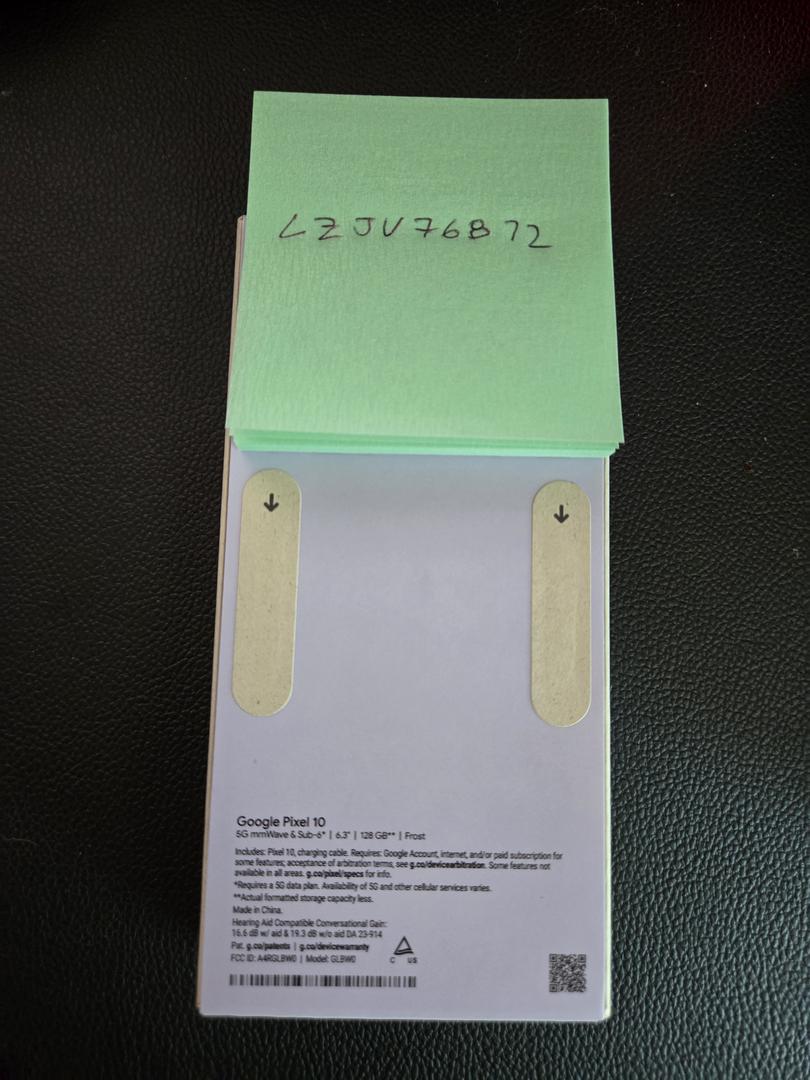 LZJV76B72
↓ ↓
Google Pixel 10
5G mmWave & Sub-6* | 6.3" | 128 GB** | Frost
Includes: Pixel 10, charging cable. Requires: Google Account, internet, and/or paid subscription for
some features; acceptance of arbitration terms, see g.co/devicearbitration. Some features not
available in all areas. g.co/pixel/specs for info.
*Requires a 5G data plan. Availability of 5G and other cellular services varies.
**Actual formatted storage capacity less.
Made in China.
Hearing Aid Compatible Conversational Gain:
16.6 dB w/ aid & 19.3 dB w/o aid DA 23-914
Pat. g.co/patents | g.co/devicewarranty
FCC ID: A4RGLBW0 | Model: GLBW0
C US